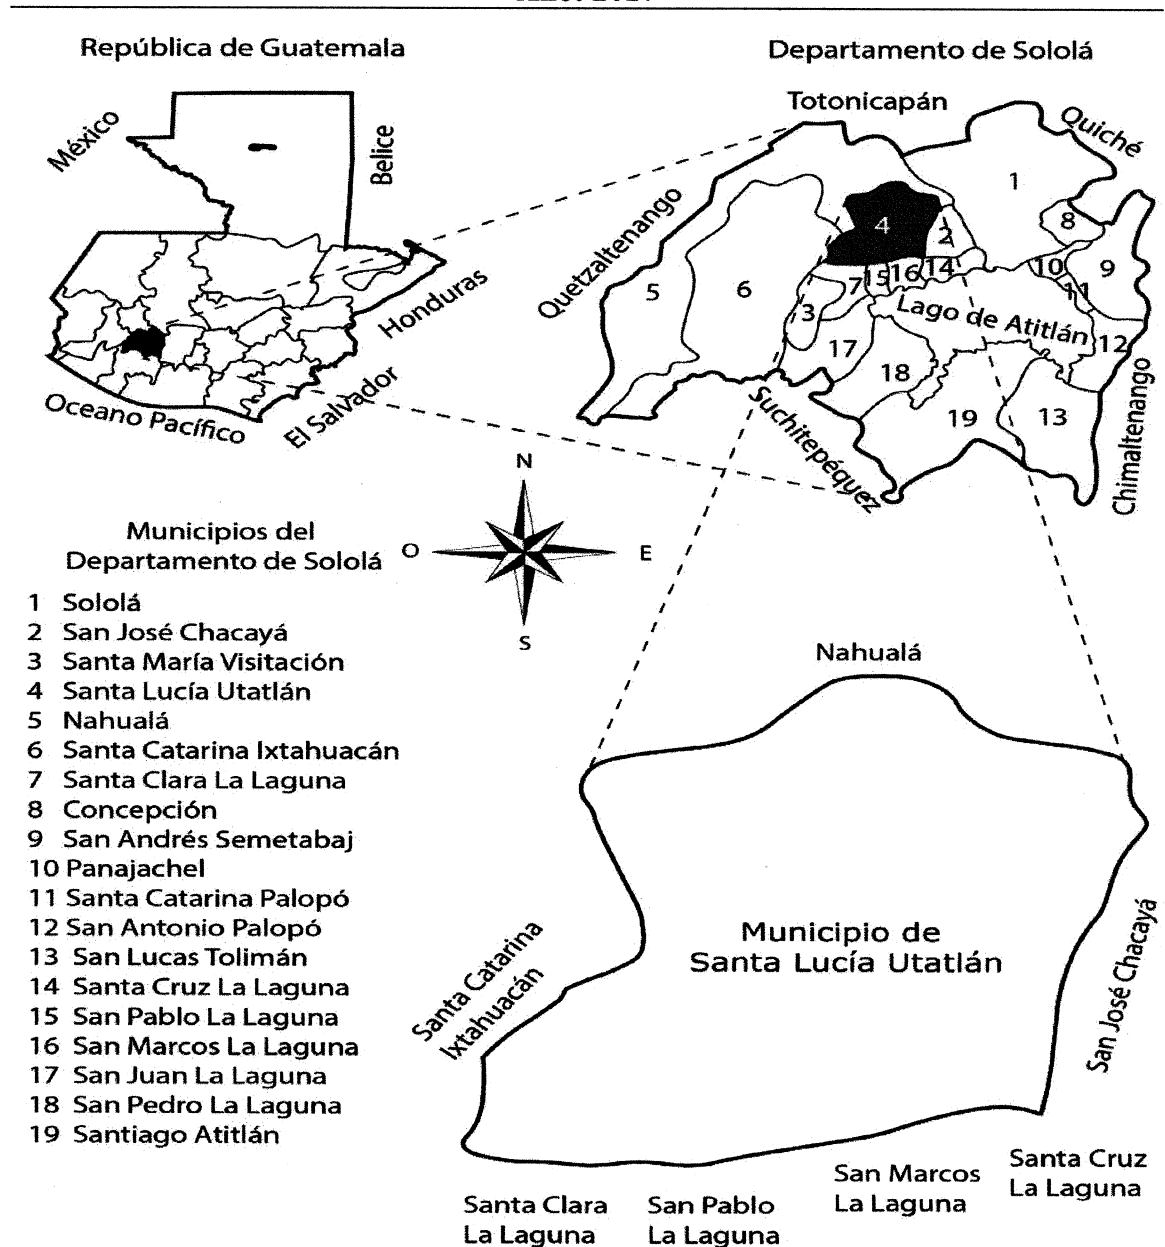 República de Guatemala
México
Belice
Honduras
El Salvador
Oceano Pacífico
Departamento de Sololá
Totonicapán
Quiché
Quetzaltenango
1
4
2
8
9
5
6
3
7
15
16
14
10
11
Lago de Atitlán
12
17
18
19
13
Suchitepéquez
Chimaltenango
N
O
E
S
Municipios del
Departamento de Sololá
1 Sololá
2 San José Chacayá
3 Santa María Visitación
4 Santa Lucía Utatlán
5 Nahualá
6 Santa Catarina Ixtahuacán
7 Santa Clara La Laguna
8 Concepción
9 San Andrés Semetabaj
10 Panajachel
11 Santa Catarina Palopó
12 San Antonio Palopó
13 San Lucas Tolimán
14 Santa Cruz La Laguna
15 San Pablo La Laguna
16 San Marcos La Laguna
17 San Juan La Laguna
18 San Pedro La Laguna
19 Santiago Atitlán
Nahualá
Santa Catarina
Ixtahuacán
Municipio de
Santa Lucía Utatlán
San José Chacayá
Santa Clara
La Laguna
San Pablo
La Laguna
San Marcos
La Laguna
Santa Cruz
La Laguna